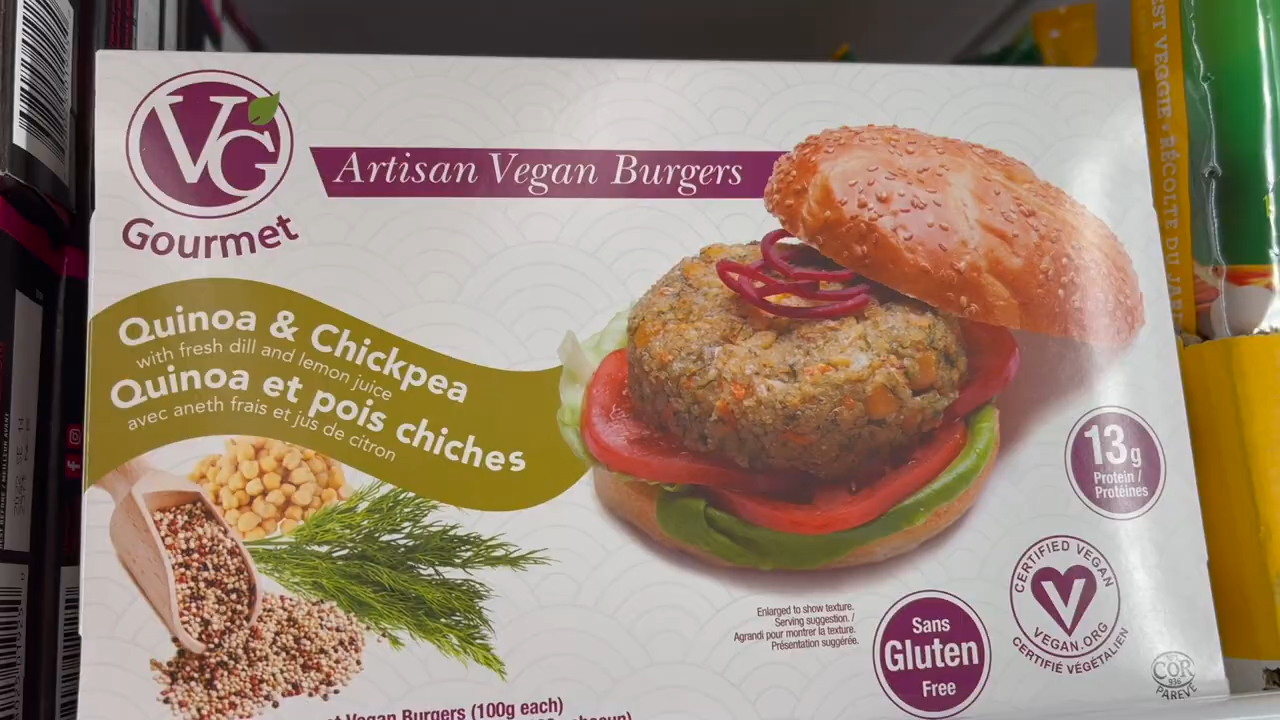 VG
Gourmet
Artisan Vegan Burgers
Quinoa & Chickpea
with fresh dill and lemon juice
Quinoa et pois chiches
avec aneth frais et jus de citron
13g
Protein /
Protéines
CERTIFIED VEGAN
V
VEGAN.ORG
CERTIFIÉ VÉGÉTALIEN
Enlarged to show texture.
Serving suggestion. /
Agrandi pour montrer la texture.
Présentation suggérée.
Sans
Gluten
Free
COR
936
PAREVE
Vegan Burgers (100g each)
VEGGIE • RÉCOLTE DU